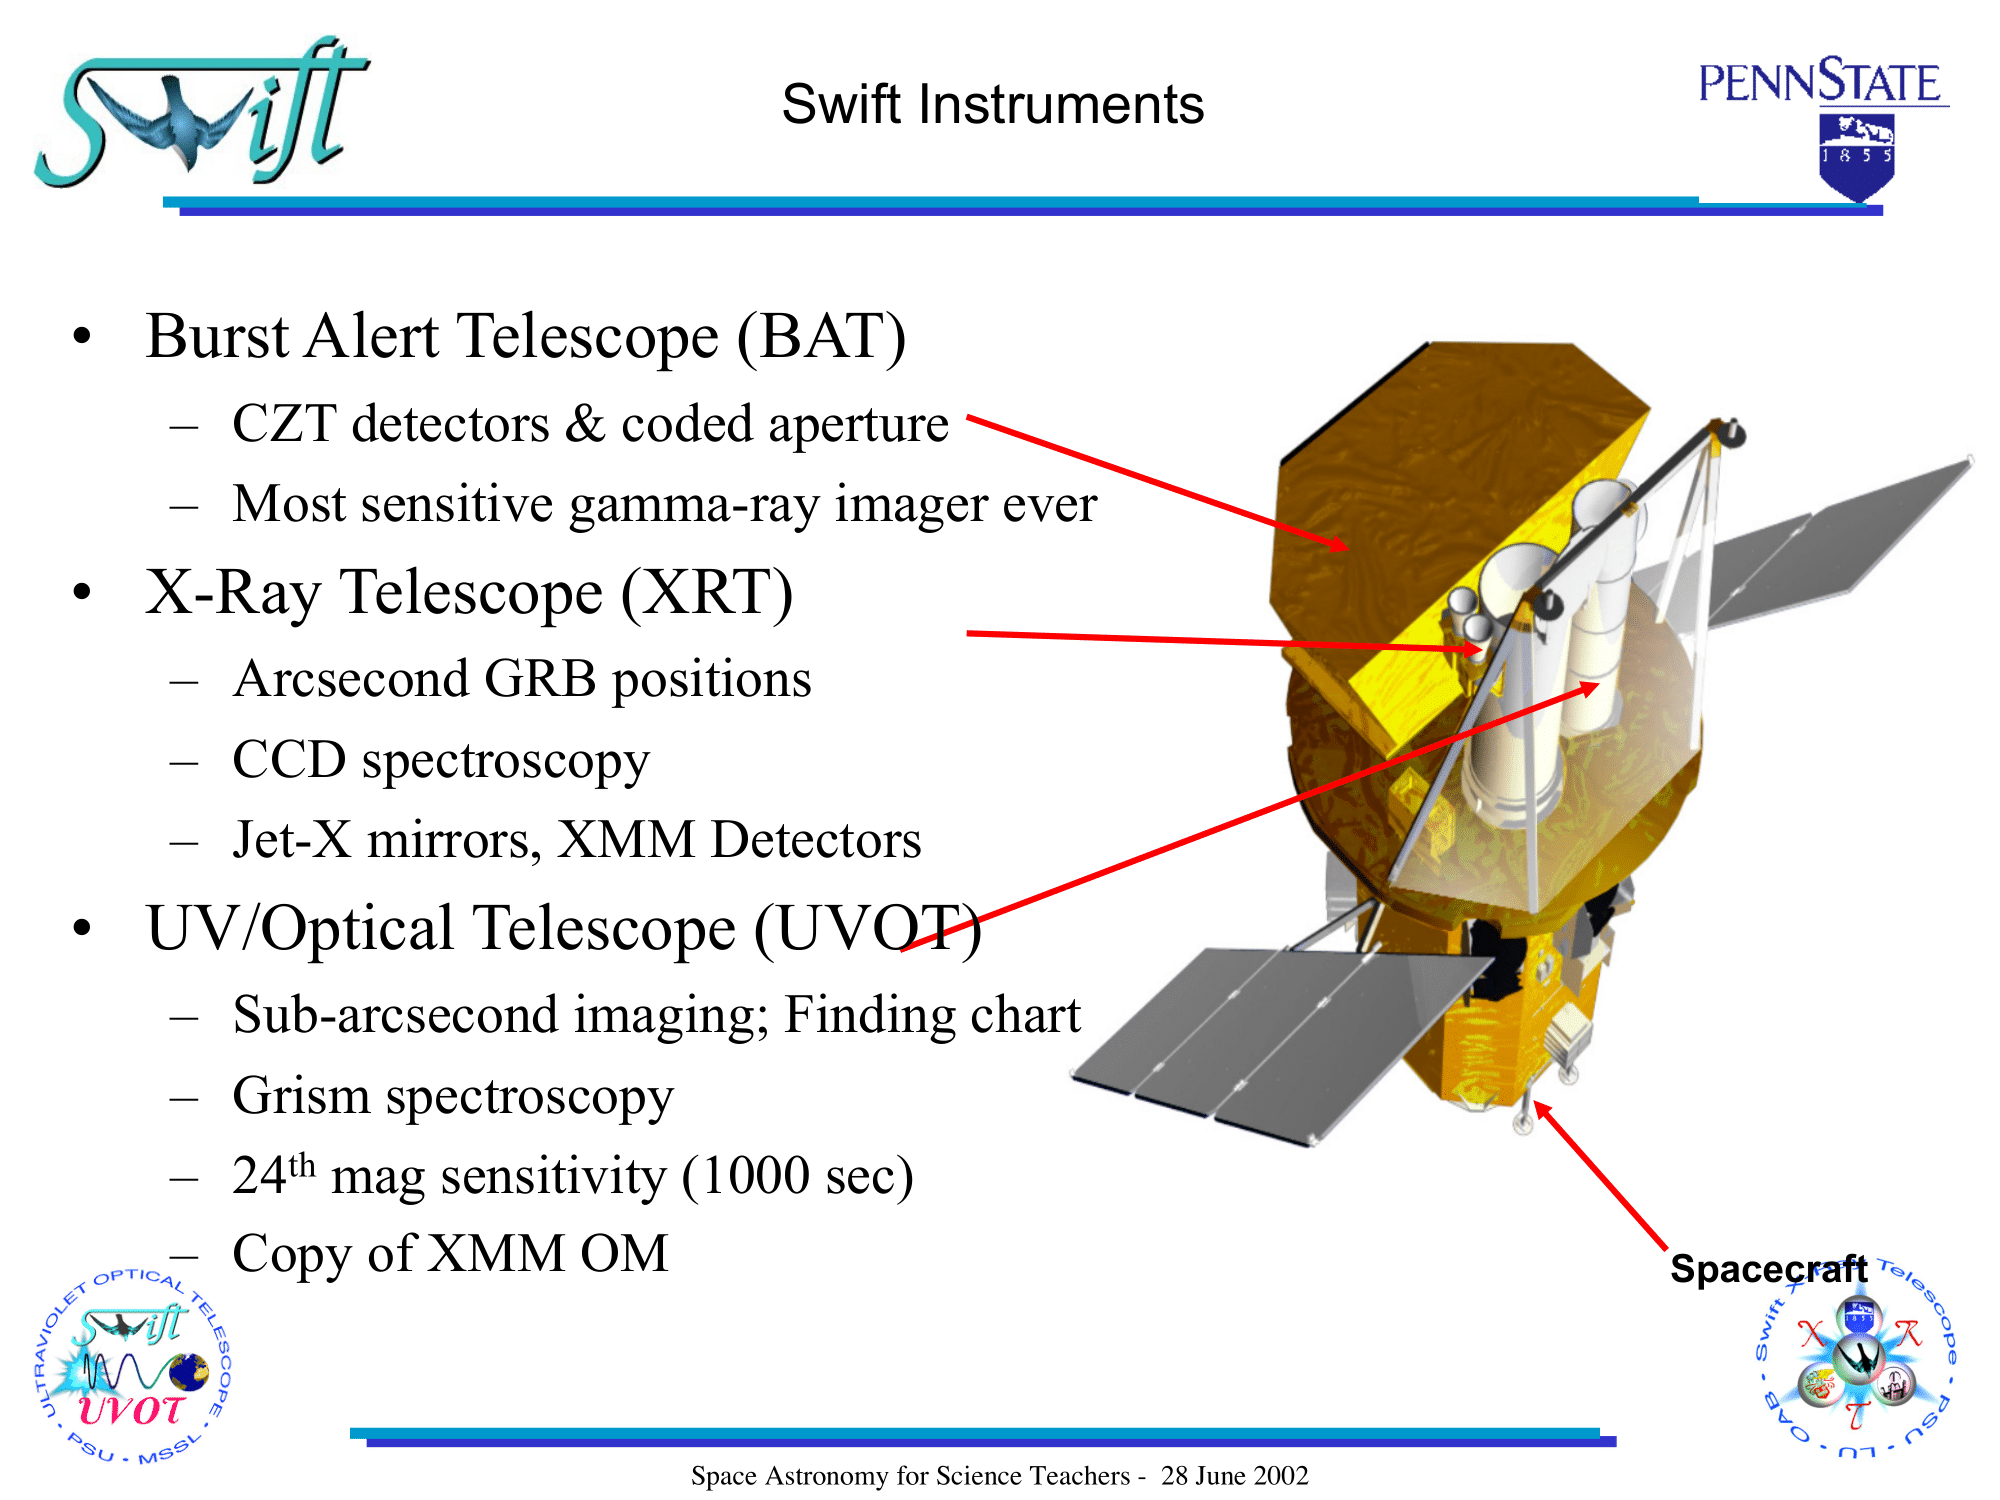 Swift
Swift Instruments
PENNSTATE
1855
• Burst Alert Telescope (BAT)
– CZT detectors & coded aperture
– Most sensitive gamma-ray imager ever
• X-Ray Telescope (XRT)
– Arcsecond GRB positions
– CCD spectroscopy
– Jet-X mirrors, XMM Detectors
• UV/Optical Telescope (UVOT)
– Sub-arcsecond imaging; Finding chart
– Grism spectroscopy
– 24th mag sensitivity (1000 sec)
– Copy of XMM OM
Spacecraft
ULTRAVIOLET OPTICAL TELESCOPE • PSU • MSSL •
Swift
UVOT
Swift X-Ray Telescope • PSU • LU • OAB •
1855
X R T
Space Astronomy for Science Teachers - 28 June 2002